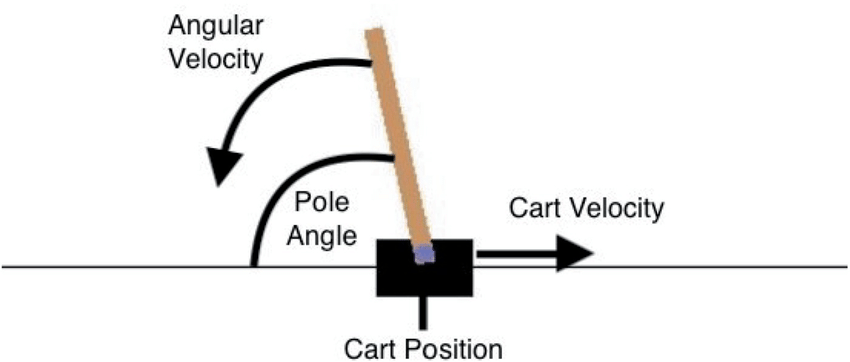 Angular
Velocity
Pole
Angle
Cart Velocity
Cart Position